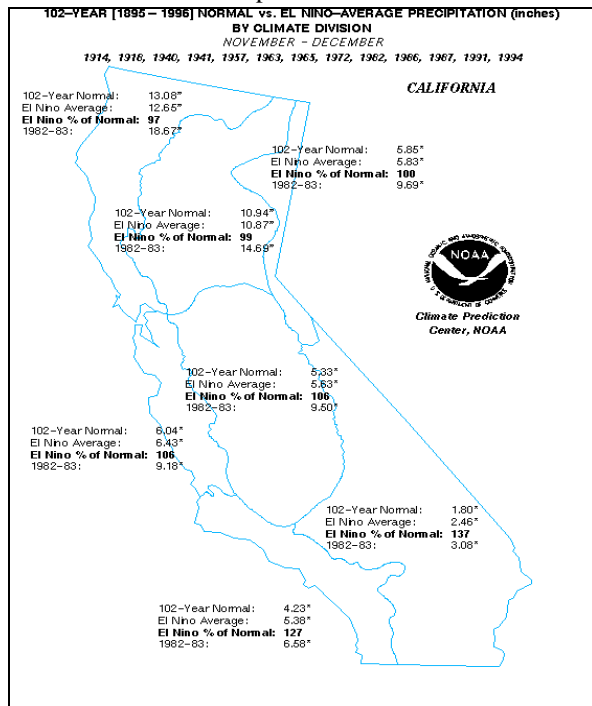 102-YEAR [1895 - 1996] NORMAL vs. EL NINO-AVERAGE PRECIPITATION (inches)
BY CLIMATE DIVISION
NOVEMBER - DECEMBER
1914, 1918, 1940, 1941, 1957, 1963, 1965, 1972, 1982, 1986, 1987, 1991, 1994
CALIFORNIA
102-Year Normal: 13.08"
El Nino Average: 12.65"
El Nino % of Normal: 97
1982-83: 18.67"
102-Year Normal: 5.85"
El Nino Average: 5.83"
El Nino % of Normal: 100
1982-83: 9.69"
102-Year Normal: 10.94"
El Nino Average: 10.87"
El Nino % of Normal: 99
1982-83: 14.69"
NOAA
Climate Prediction
Center, NOAA
102-Year Normal: 5.33"
El Nino Average: 5.63"
El Nino % of Normal: 106
1982-83: 9.50"
102-Year Normal: 6.04"
El Nino Average: 6.43"
El Nino % of Normal: 106
1982-83: 9.18"
102-Year Normal: 1.80"
El Nino Average: 2.46"
El Nino % of Normal: 137
1982-83: 3.08"
102-Year Normal: 4.23"
El Nino Average: 5.38"
El Nino % of Normal: 127
1982-83: 6.58"